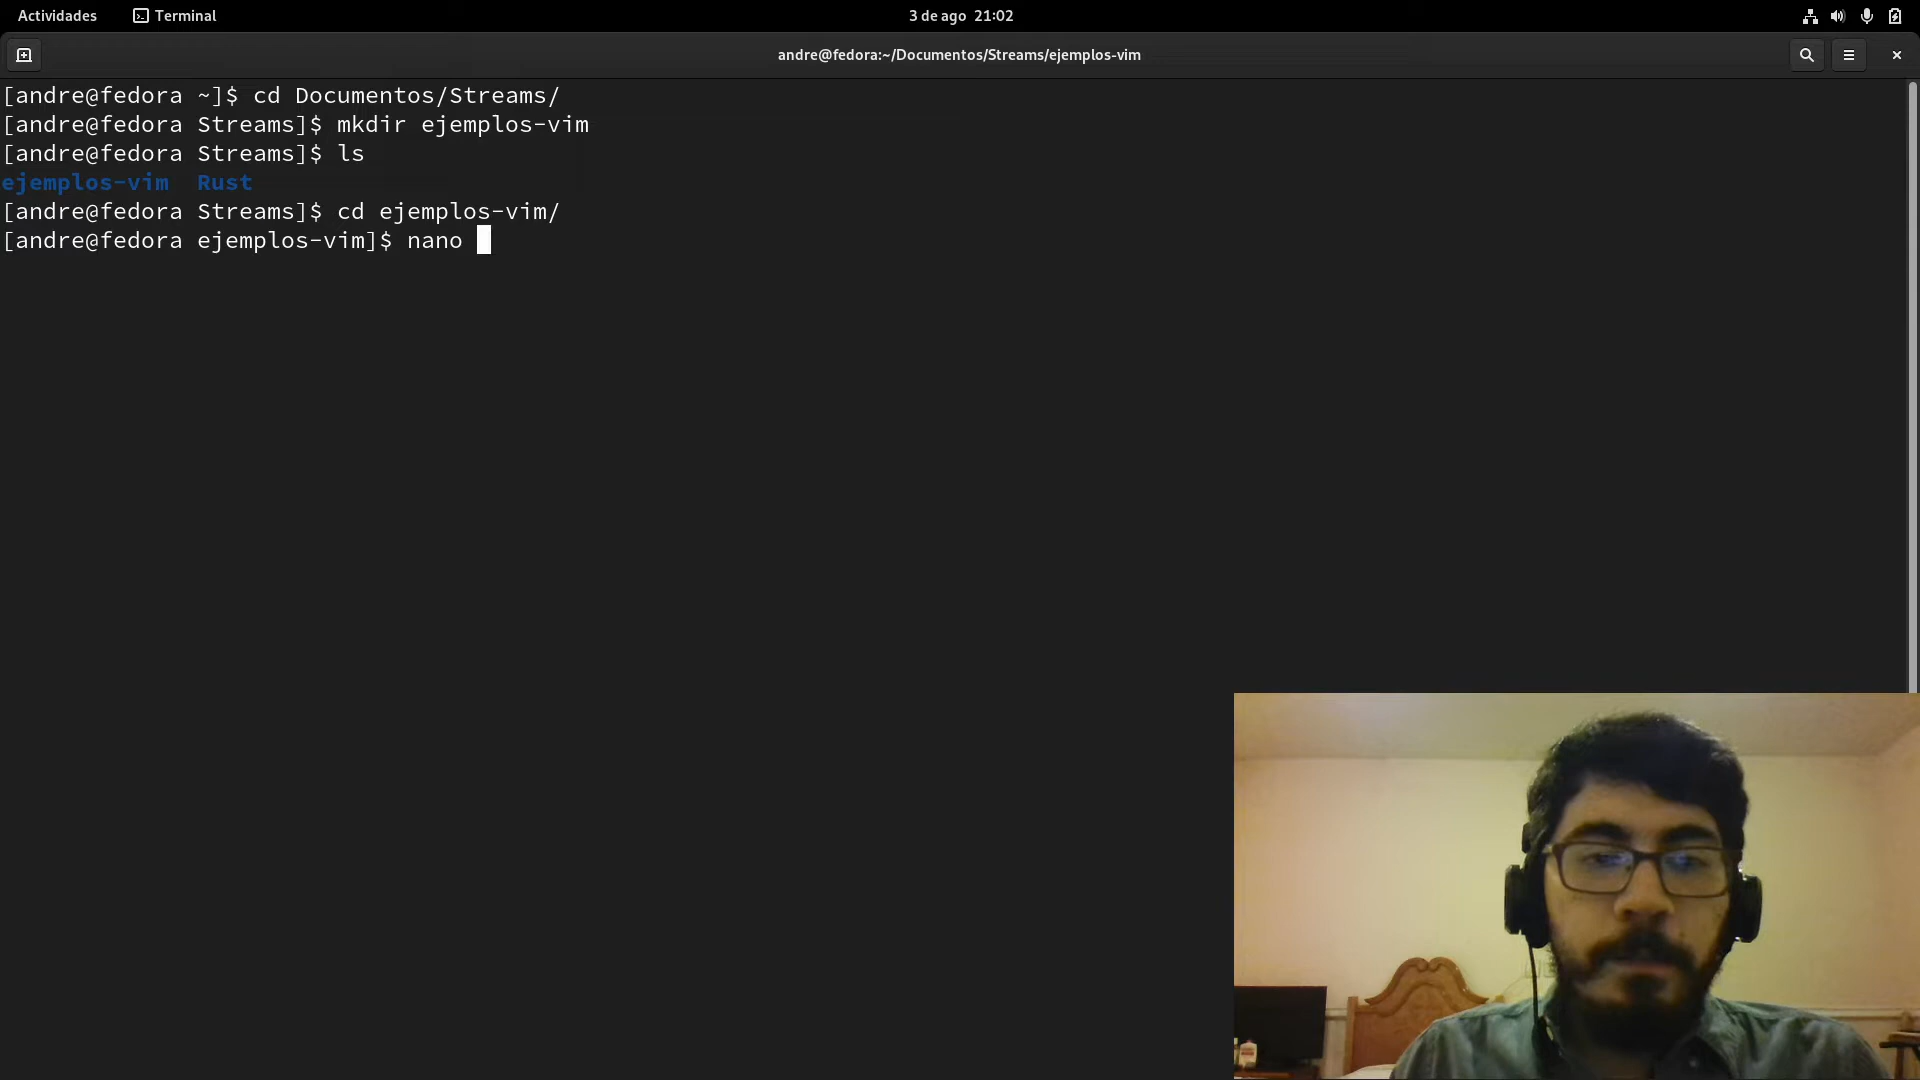 Actividades
Terminal
3 de ago 21:02
andre@fedora:~/Documentos/Streams/ejemplos-vim
[andre@fedora ~]$ cd Documentos/Streams/
[andre@fedora Streams]$ mkdir ejemplos-vim
[andre@fedora Streams]$ ls
ejemplos-vim Rust
[andre@fedora Streams]$ cd ejemplos-vim/
[andre@fedora ejemplos-vim]$ nano